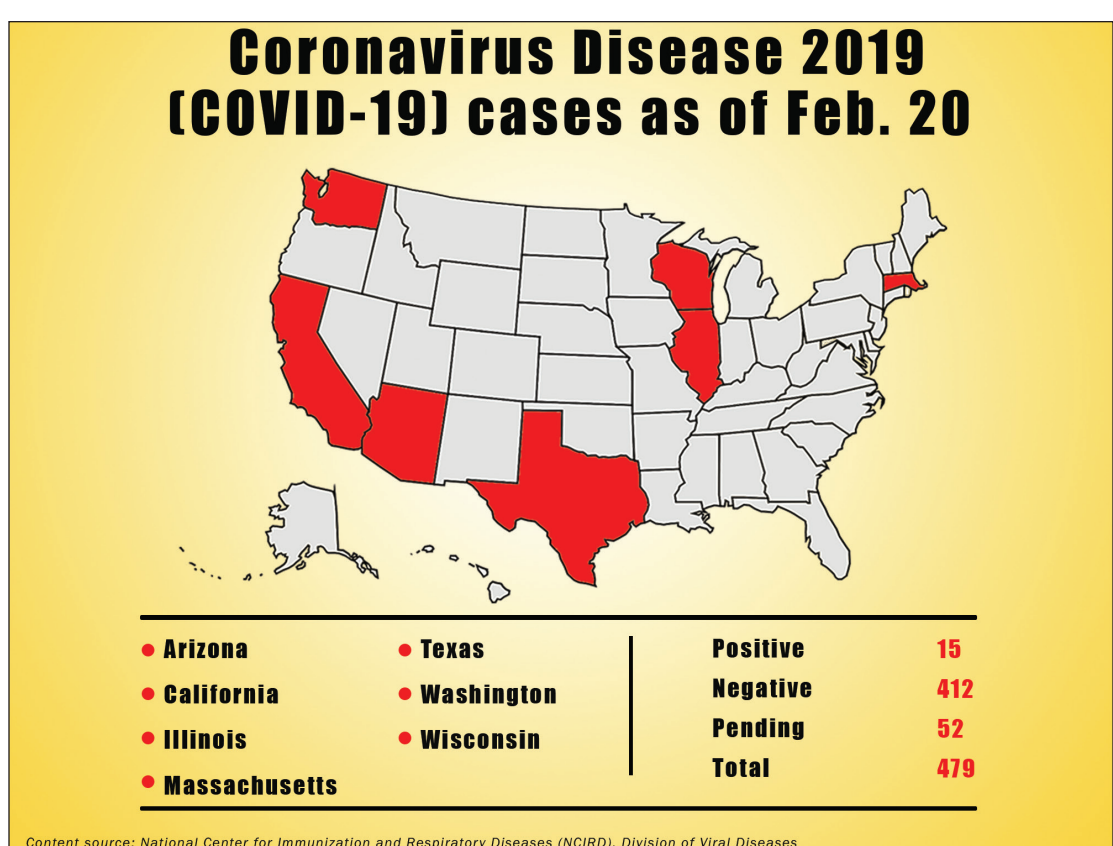 Coronavirus Disease 2019
(COVID-19) cases as of Feb. 20
Arizona
California
Illinois
Massachusetts
Texas
Washington
Wisconsin
Positive 15
Negative 412
Pending 52
Total 479
Content source: National Center for Immunization and Respiratory Diseases (NCIRD), Division of Viral Diseases